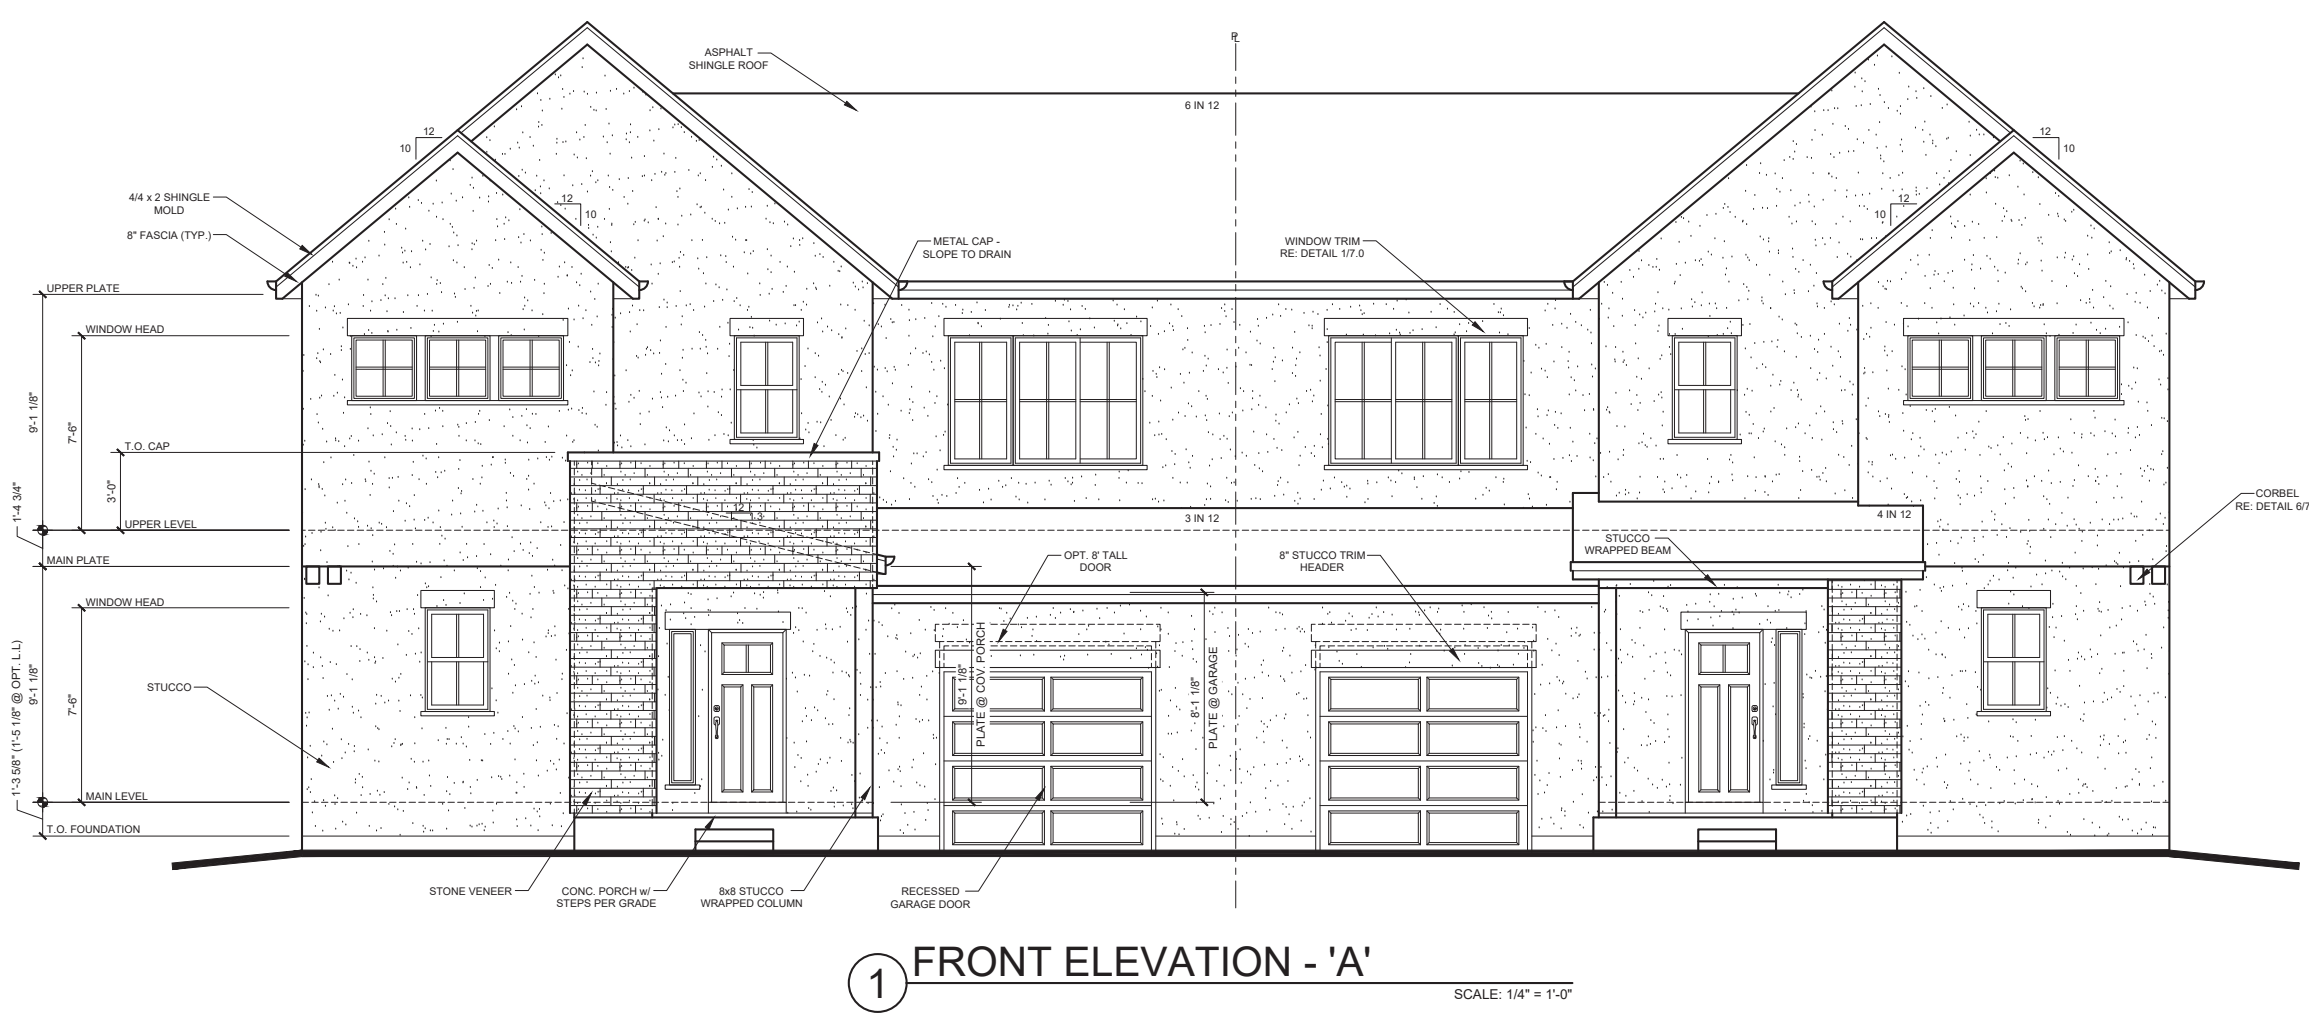 ASPHALT
SHINGLE ROOF
PL
6 IN 12
12
10
12
10
4/4 x 2 SHINGLE
MOLD
8" FASCIA (TYP.)
12
10
12
10
METAL CAP -
SLOPE TO DRAIN
WINDOW TRIM
RE: DETAIL 1/7.0
UPPER PLATE
WINDOW HEAD
9'-1 1/8"
7'-6"
T.O. CAP
3'-0"
1'-4 3/4"
UPPER LEVEL
12
3
3 IN 12
4 IN 12
CORBEL
RE: DETAIL 6/7
MAIN PLATE
OPT. 8' TALL
DOOR
8" STUCCO TRIM
HEADER
STUCCO
WRAPPED BEAM
WINDOW HEAD
9'-1 1/8"
7'-6"
9'-1 1/8"
PLATE @ COV. PORCH
8'-1 1/8"
PLATE @ GARAGE
STUCCO
1'-3 5/8" (1'-5 1/8" @ OPT. L.L)
MAIN LEVEL
T.O. FOUNDATION
STONE VENEER
CONC. PORCH w/
STEPS PER GRADE
8x8 STUCCO
WRAPPED COLUMN
RECESSED
GARAGE DOOR
1
FRONT ELEVATION - 'A'
SCALE: 1/4" = 1'-0"